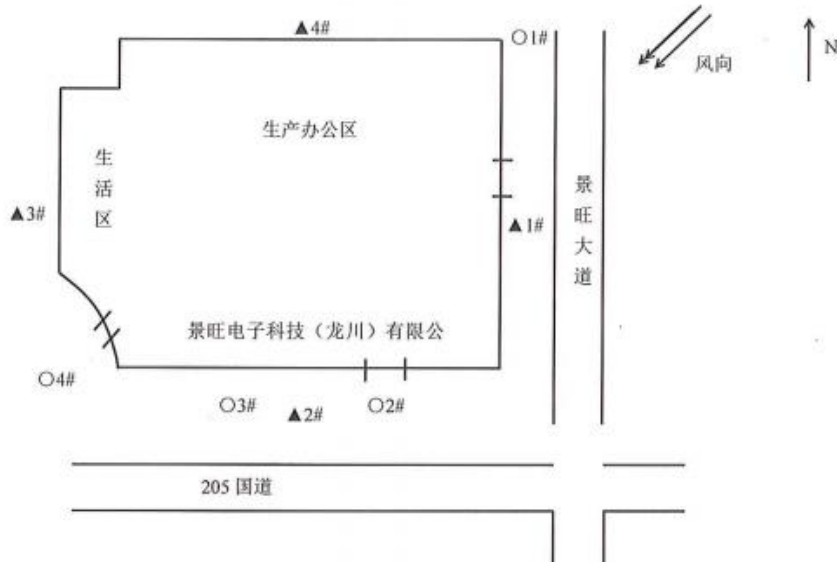 ▲4#
○1#
风向
N
生产办公区
生活区
▲3#
▲1#
景旺大道
景旺电子科技（龙川）有限公
○4#
○3#
▲2#
○2#
205 国道